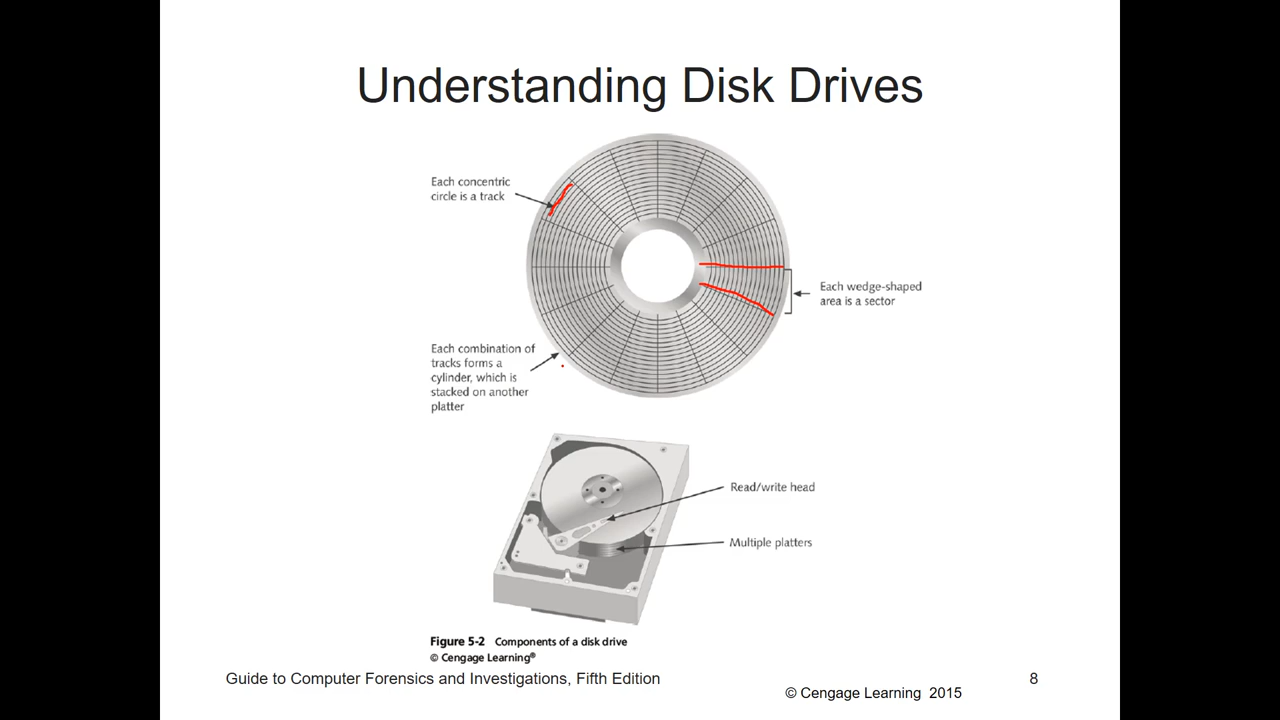 Understanding Disk Drives
Each concentric
circle is a track
Each wedge-shaped
area is a sector
Each combination of
tracks forms a
cylinder, which is
stacked on another
platter
Read/write head
Multiple platters
Figure 5-2 Components of a disk drive
© Cengage Learning®
Guide to Computer Forensics and Investigations, Fifth Edition
© Cengage Learning 2015
8